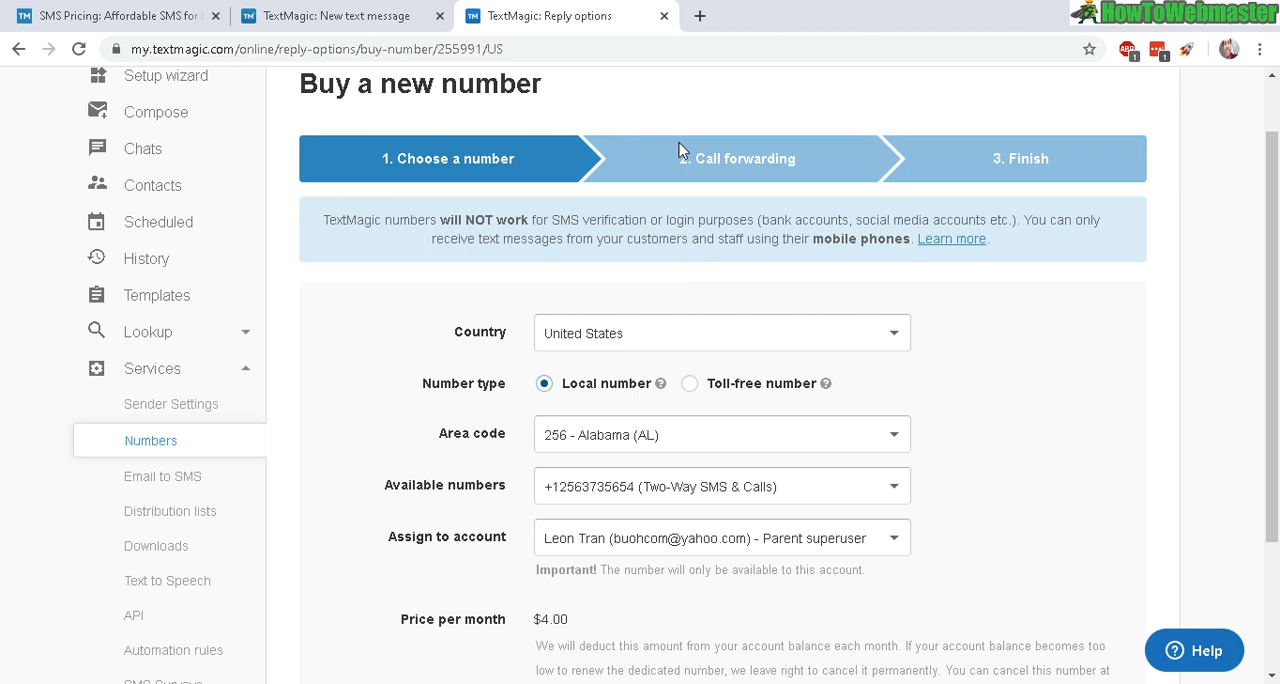 SMS Pricing: Affordable SMS for
TextMagic: New text message
TextMagic: Reply options
HowToWebmaster
my.textmagic.com/online/reply-options/buy-number/255991/US
ABP
1
1
Setup wizard
Compose
Chats
Contacts
Scheduled
History
Templates
Lookup
Services
Sender Settings
Numbers
Email to SMS
Distribution lists
Downloads
Text to Speech
API
Automation rules
SMS Surveys
Buy a new number
1. Choose a number
2. Call forwarding
3. Finish
TextMagic numbers will NOT work for SMS verification or login purposes (bank accounts, social media accounts etc.). You can only
receive text messages from your customers and staff using their mobile phones. Learn more.
Country
United States
Number type
Local number
Toll-free number
Area code
256 - Alabama (AL)
Available numbers
+12563735654 (Two-Way SMS & Calls)
Assign to account
Leon Tran (buohcom@yahoo.com) - Parent superuser
Important! The number will only be available to this account.
Price per month
$4.00
We will deduct this amount from your account balance each month. If your account balance becomes too
low to renew the dedicated number, we leave right to cancel it permanently. You can cancel this number at
Help